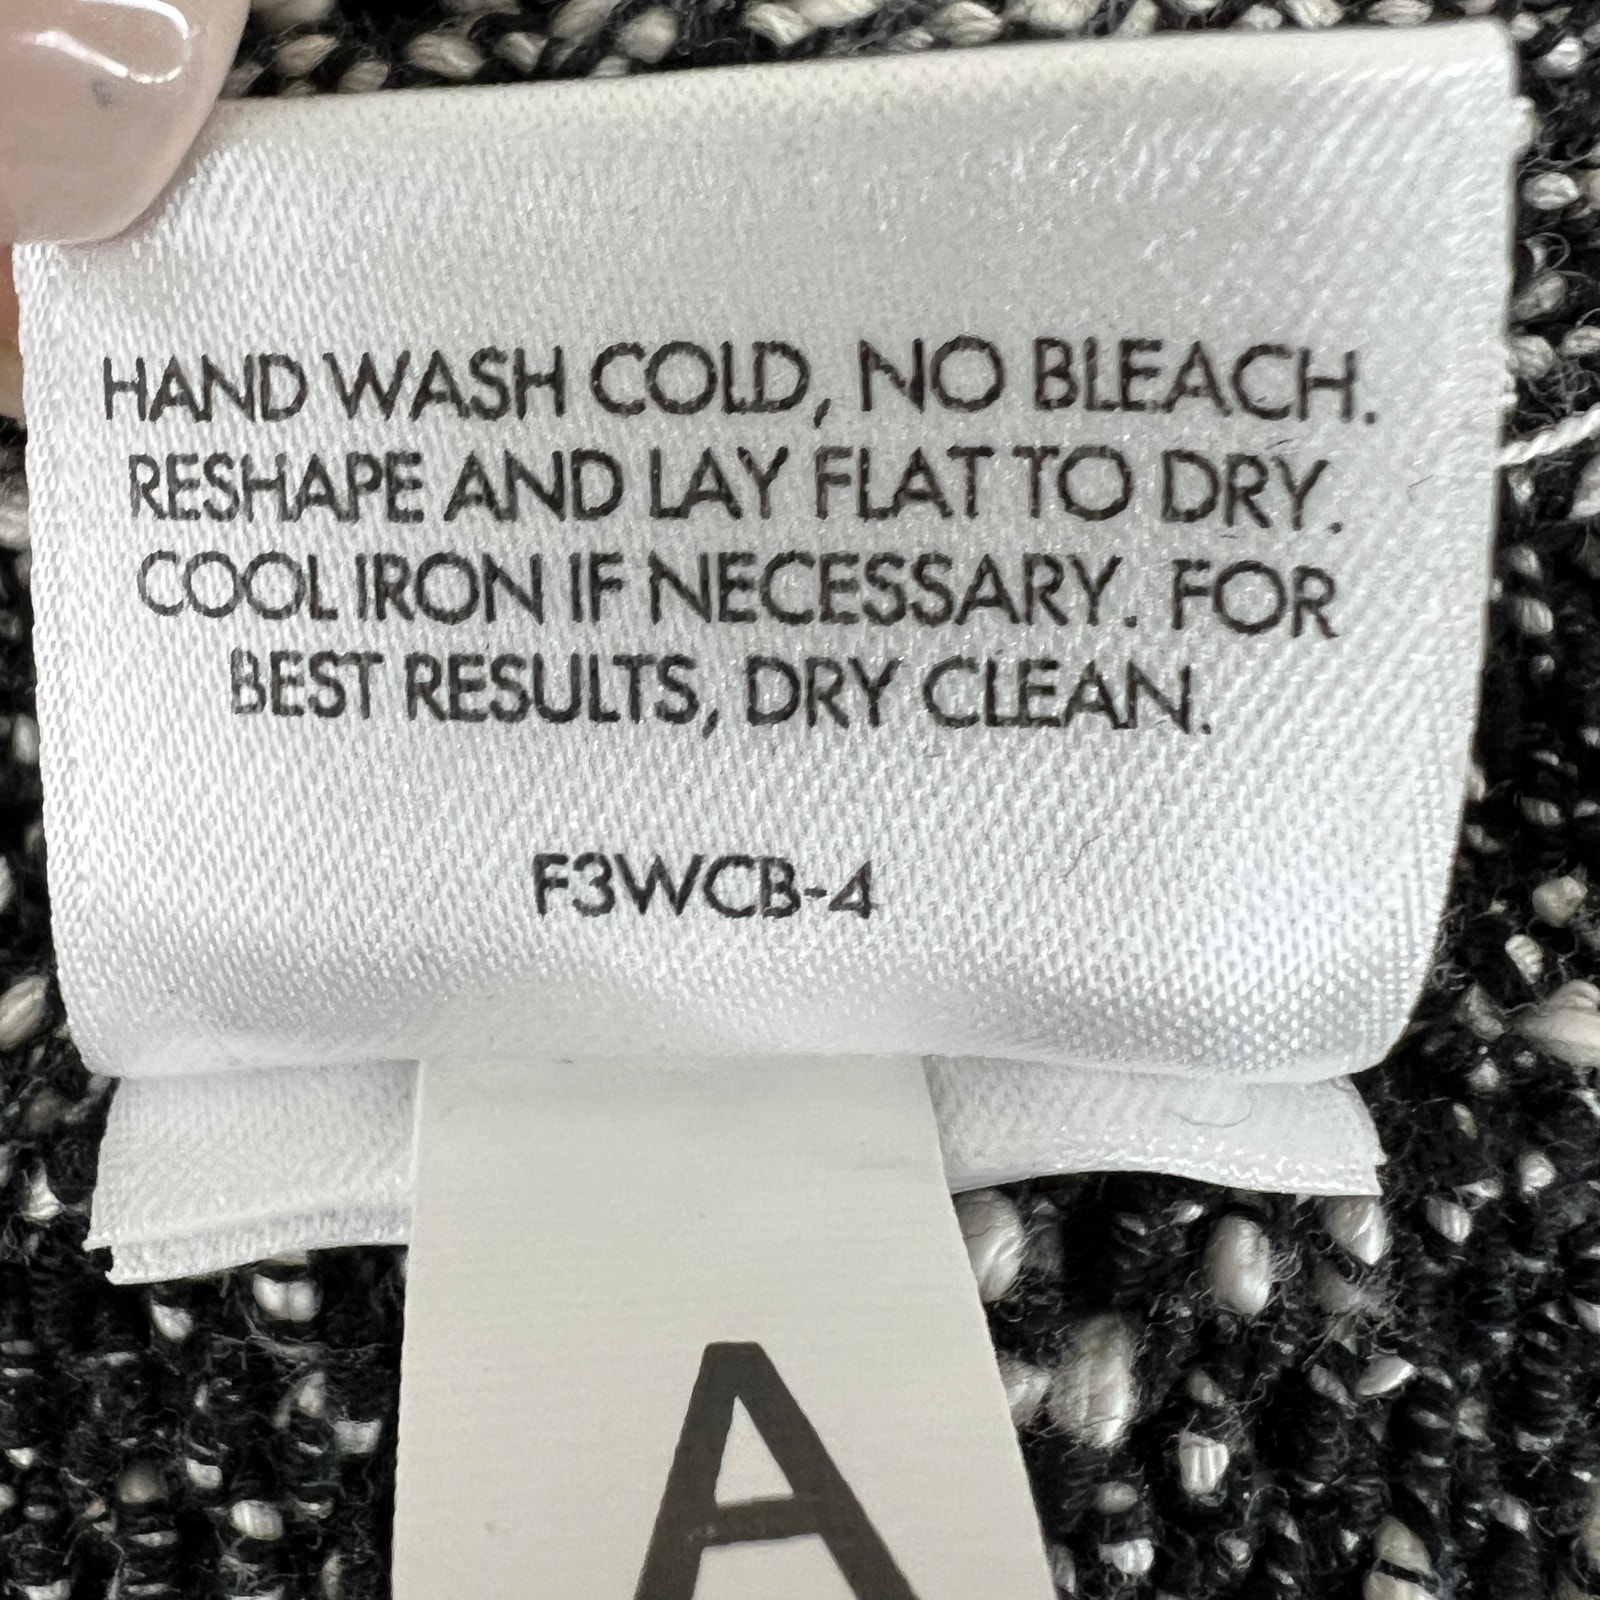 HAND WASH COLD, NO BLEACH.
RESHAPE AND LAY FLAT TO DRY.
COOL IRON IF NECESSARY. FOR
BEST RESULTS, DRY CLEAN.
F3WCB-4
A